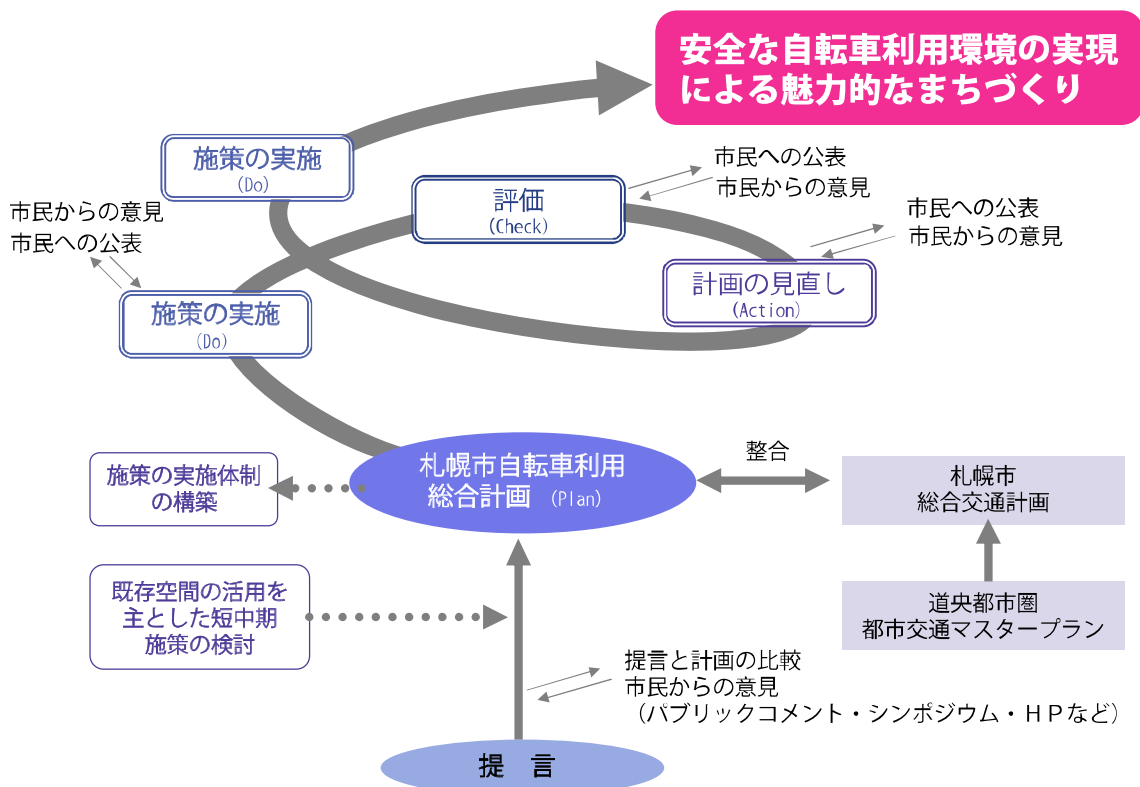 安全な自転車利用環境の実現
による魅力的なまちづくり
施策の実施
(Do)
市民への公表
市民からの意見
評価
(Check)
市民からの意見
市民への公表
市民への公表
市民からの意見
計画の見直し
(Action)
施策の実施
(Do)
札幌市自転車利用
総合計画 (Plan)
整合
施策の実施体制
の構築
札幌市
総合交通計画
既存空間の活用を
主とした短中期
施策の検討
道央都市圏
都市交通マスタープラン
提言と計画の比較
市民からの意見
（パブリックコメント・シンポジウム・ＨＰなど）
提 言